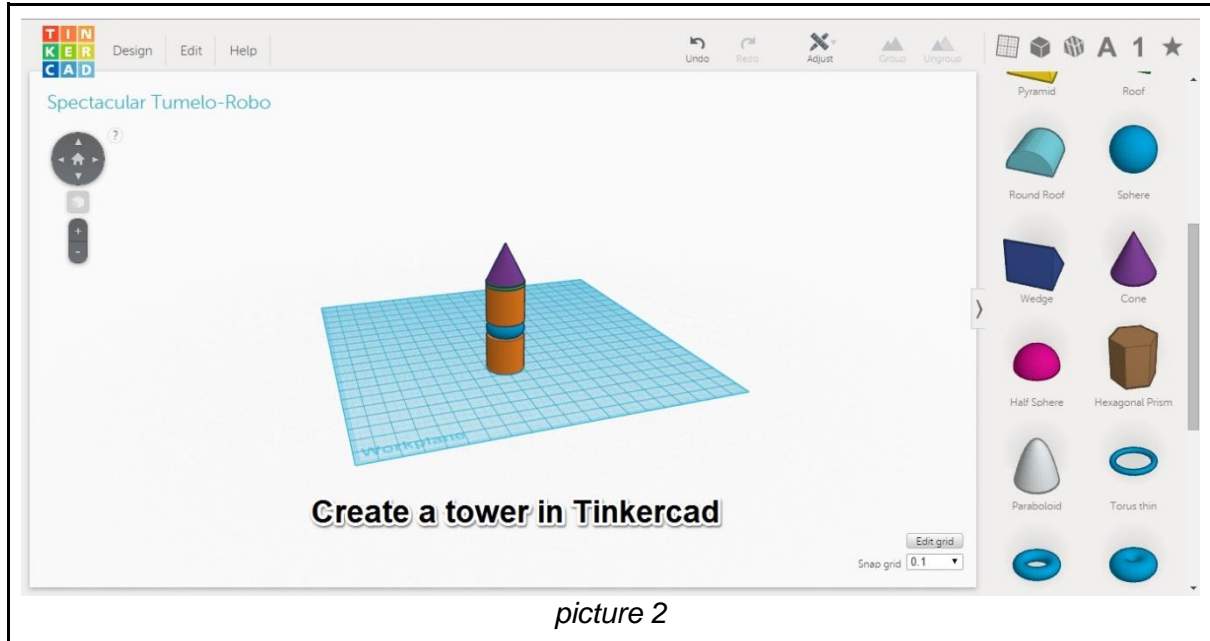 TIN
KER
CAD
Design Edit Help
Undo Redo Adjust Group Ungroup
A 1
Spectacular Tumelo-Robo
?
+
-
Pyramid Roof
Round Roof Sphere
Wedge Cone
Half Sphere Hexagonal Prism
Paraboloid Torus thin
Workplane
Create a tower in Tinkercad
Edit grid
Snap grid 0.1
picture 2